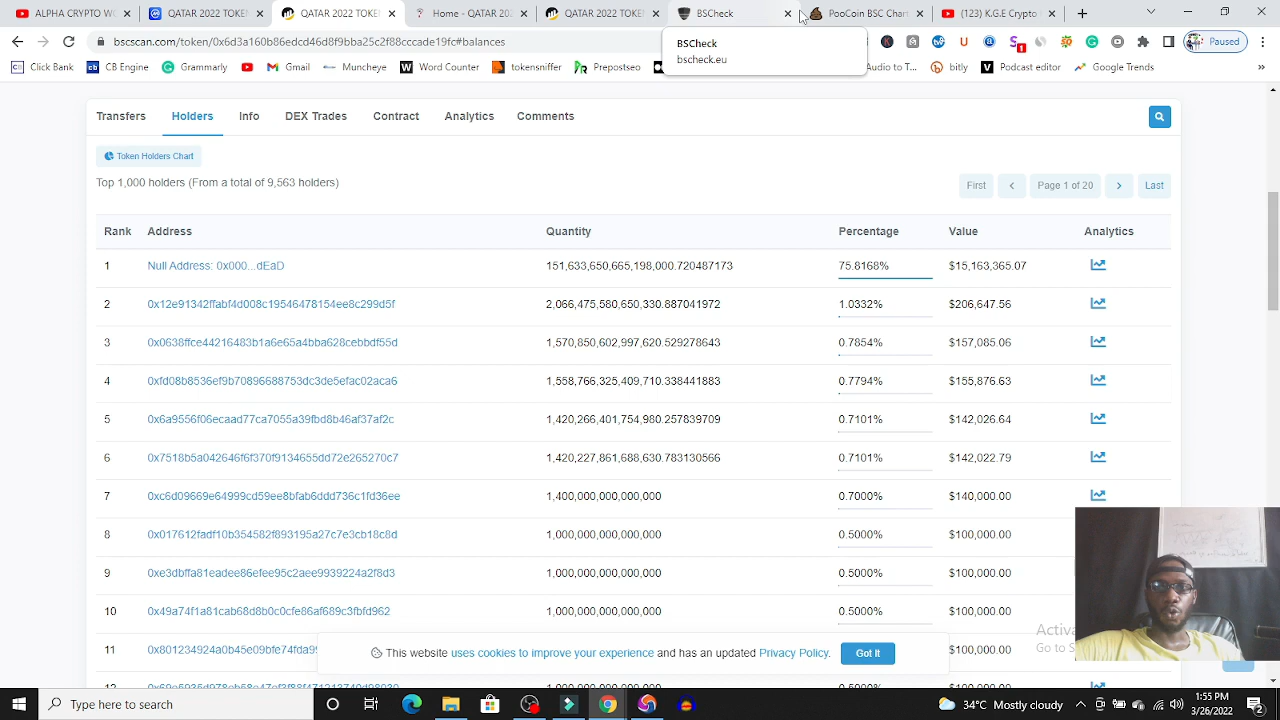 ALPHA CRYPTO WOR
QATAR 2022 TOKEN
QATAR 2022 TOKE
Home - QATAR 202
QATAR 2022 TOKE
BSCheck
PooCoin BSC Chart
(123) K.G.E Crypto
bscscan.com/token/0x6d3a160b86edcd46d8f9bba25c2f88cccade19fc#balances
BSCheck
bscheck.eu
Paused
Click Bank
CB Engine
Grammarly
Gmail
Muncheye
Word Counter
tokensniffer
Prepostseo
Audio to T...
bitly
Podcast editor
Google Trends
Transfers Holders Info DEX Trades Contract Analytics Comments
Token Holders Chart
Top 1,000 holders (From a total of 9,563 holders)
First Page 1 of 20 Last
Rank Address Quantity Percentage Value Analytics
1 Null Address: 0x000...dEaD 151,633,650,665,198,000.720487173 75.8168% $15,163,365.07
2 0x12e91342ffabf4d008c19546478154ee8c299d5f 2,066,475,580,650,330.887041972 1.0332% $206,647.56
3 0x0638ffce44216483b1a6e65a4bba628cebbdf55d 1,570,850,602,997,620.529278643 0.7854% $157,085.06
4 0xfd08b8536ef9b70896688753dc3de5efac02aca6 1,558,766,325,409,710.338441883 0.7794% $155,876.63
5 0x6a9556f06ecaad77ca7055a39fbd8b46af37af2c 1,420,266,401,754,980.257839709 0.7101% $142,026.64
6 0x7518b5a042646f6f370f9134655dd72e265270c7 1,420,227,861,688,630.783130566 0.7101% $142,022.79
7 0xc6d09669e64999cd59ee8bfab6ddd736c1fd36ee 1,400,000,000,000,000 0.7000% $140,000.00
8 0x017612fadf10b354582f893195a27c7e3cb18c8d 1,000,000,000,000,000 0.5000% $100,000.00
9 0xe3dbffa81eadee86efee95c2aee9939224a2f8d3 1,000,000,000,000,000 0.5000% $100,000.00
10 0x49a74f1a81cab68d8b0c0cfe86af689c3fbfd962 1,000,000,000,000,000 0.5000% $100,000.00
11 0x801234924a0b45e09bfe74fda99 $100,000.00
This website uses cookies to improve your experience and has an updated Privacy Policy.
Got It
Activa
Go to S
Type here to search
34°C Mostly cloudy
1:55 PM
3/26/2022